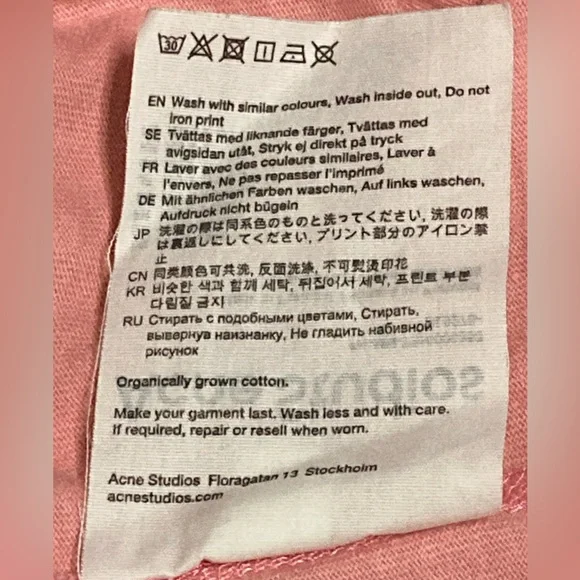 30
EN Wash with similar colours, Wash inside out, Do not
iron print
SE Tvättas med liknande färger, Tvättas med
avigsidan utåt, Stryk ej direkt på tryck
FR Laver avec des couleurs similaires, Laver à
l'envers, Ne pas repasser l'imprimé
DE Mit ähnlichen Farben waschen, Auf links waschen,
Aufdruck nicht bügeln
JP 洗濯の際は同系色のものと洗ってください, 洗濯の際
は裏返しにしてください, プリント部分のアイロン禁
止
CN 同类颜色可共洗, 反面洗涤, 不可熨烫印花
KR 비슷한 색과 함께 세탁, 뒤집어서 세탁, 프린트 부분
다림질 금지
RU Стирать с подобными цветами, Стирать,
вывернув наизнанку, Не гладить набивной
рисунок
Organically grown cotton.
Make your garment last. Wash less and with care.
If required, repair or resell when worn.
Acne Studios Floragatan 13 Stockholm
acnestudios.com